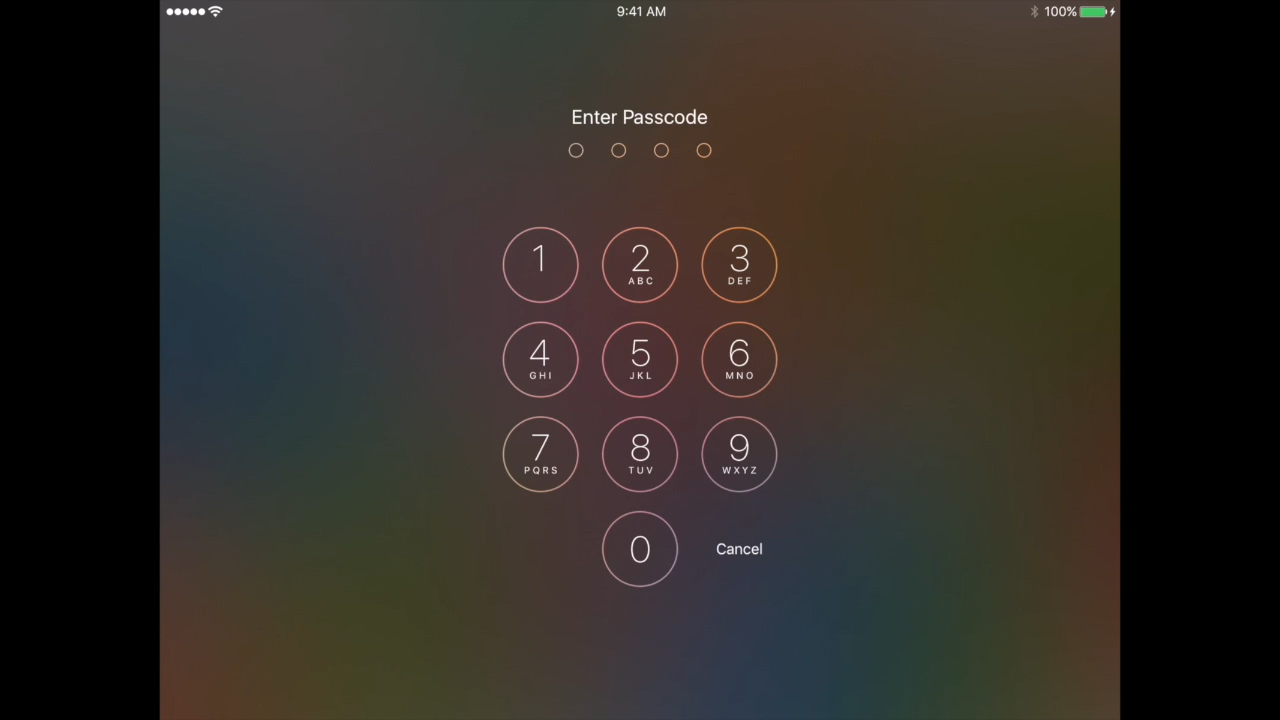 9:41 AM 100%
Enter Passcode
1 2 3
ABC DEF
4 5 6
GHI JKL MNO
7 8 9
PQRS TUV WXYZ
0 Cancel